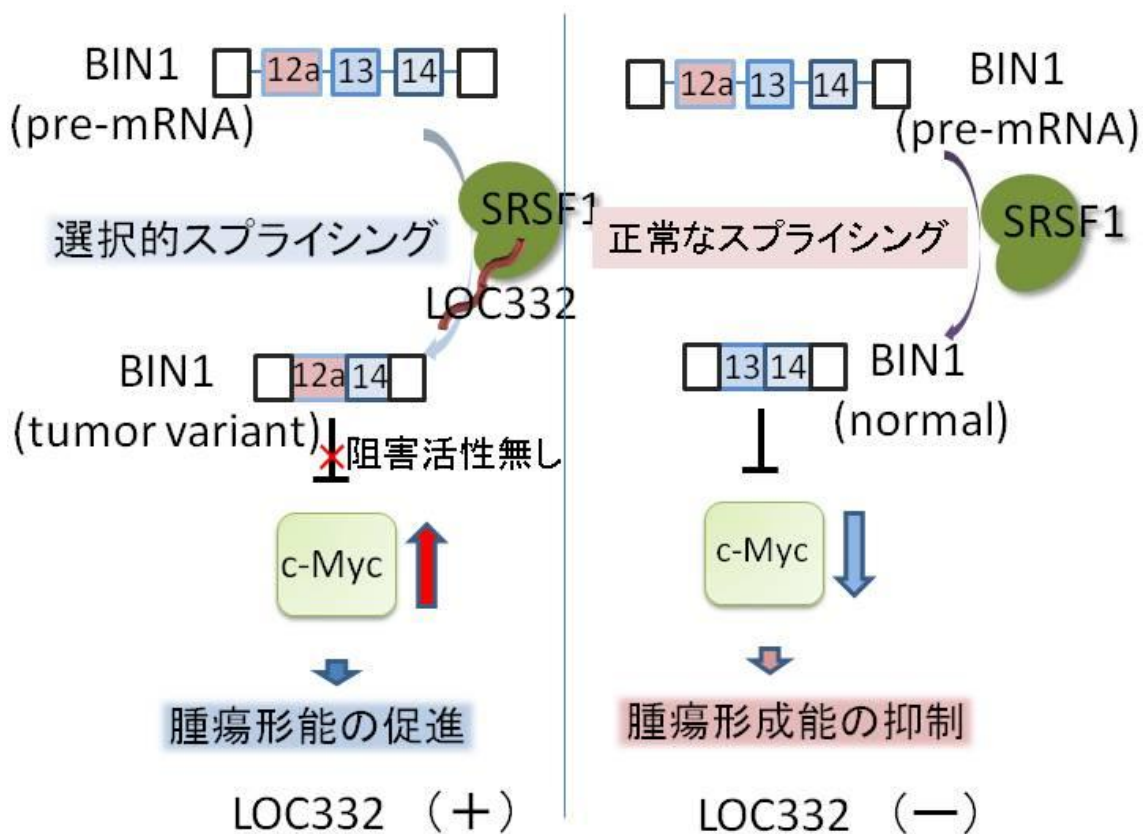 BIN1
(pre-mRNA)
12a 13 14
SRSF1
選択的スプライシング
LOC332
BIN1
(tumor variant)
12a 14
阻害活性無し
c-Myc
腫瘍形能の促進
LOC332 (+)
12a 13 14
BIN1
(pre-mRNA)
正常なスプライシング
SRSF1
13 14
BIN1
(normal)
c-Myc
腫瘍形成能の抑制
LOC332 (ー)